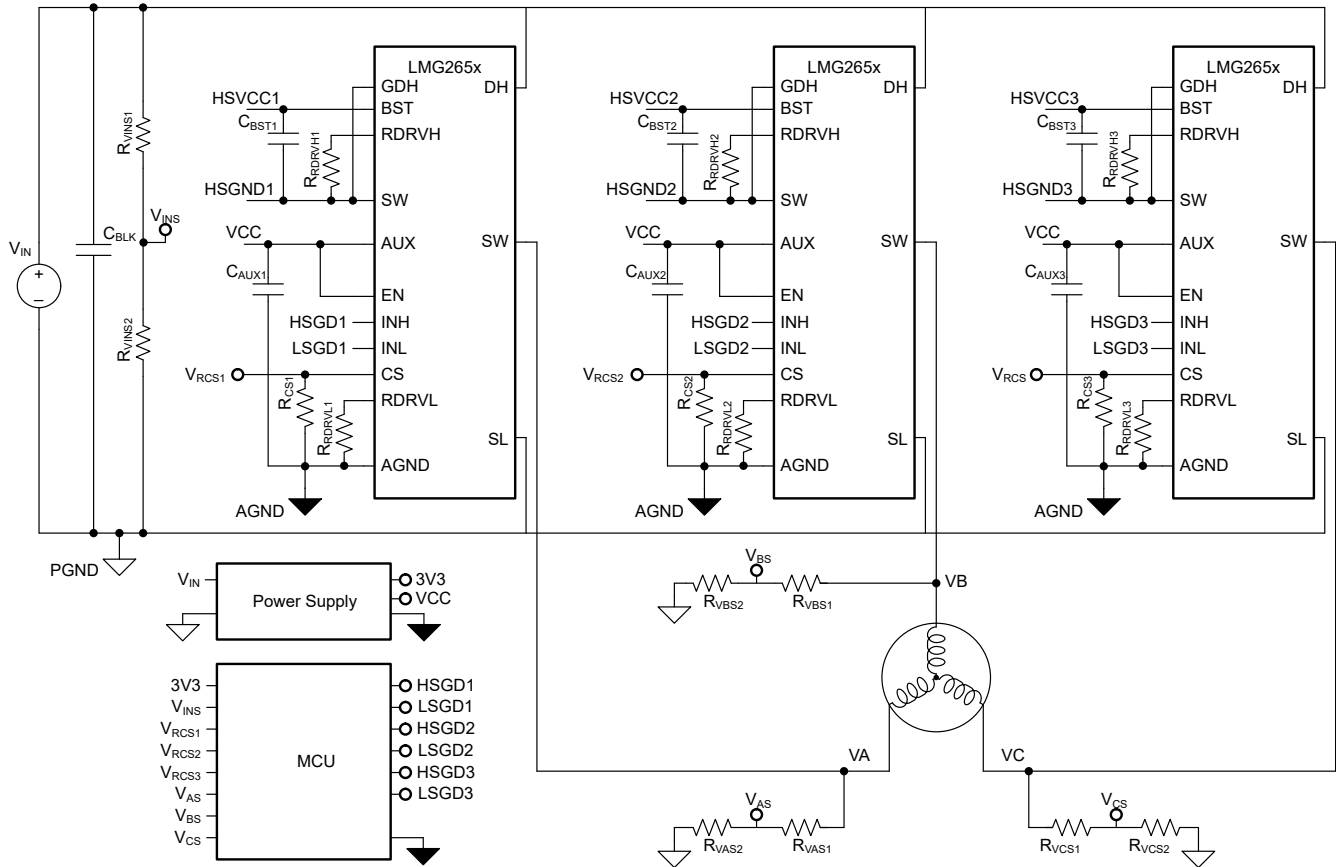 LMG265x
GDH
DH
HSVCC1
BST
CBST1
RDRVH
RRDRVH1
HSGND1
SW
VCC
AUX
SW
CAUX1
EN
HSGD1
INH
LSGD1
INL
VRCS1
CS
RCS1
RDRVL
RRDRVL1
SL
AGND
AGND
LMG265x
GDH
DH
HSVCC2
BST
CBST2
RDRVH
RRDRVH2
HSGND2
SW
VCC
AUX
SW
CAUX2
EN
HSGD2
INH
LSGD2
INL
VRCS2
CS
RCS2
RDRVL
RRDRVL2
SL
AGND
AGND
LMG265x
GDH
DH
HSVCC3
BST
CBST3
RDRVH
RRDRVH3
HSGND3
SW
VCC
AUX
SW
CAUX3
EN
HSGD3
INH
LSGD3
INL
VRCS
CS
RCS3
RDRVL
RRDRVL3
SL
AGND
AGND
RVINS1
VINS
CBLK
VIN
+
–
RVINS2
PGND
VIN
Power Supply
3V3
VCC
3V3
VINS
VRCS1
VRCS2
VRCS3
VAS
VBS
VCS
MCU
HSGD1
LSGD1
HSGD2
LSGD2
HSGD3
LSGD3
VBS
RVBS2
RVBS1
VB
VA
VC
VAS
RVAS2
RVAS1
VCS
RVCS1
RVCS2